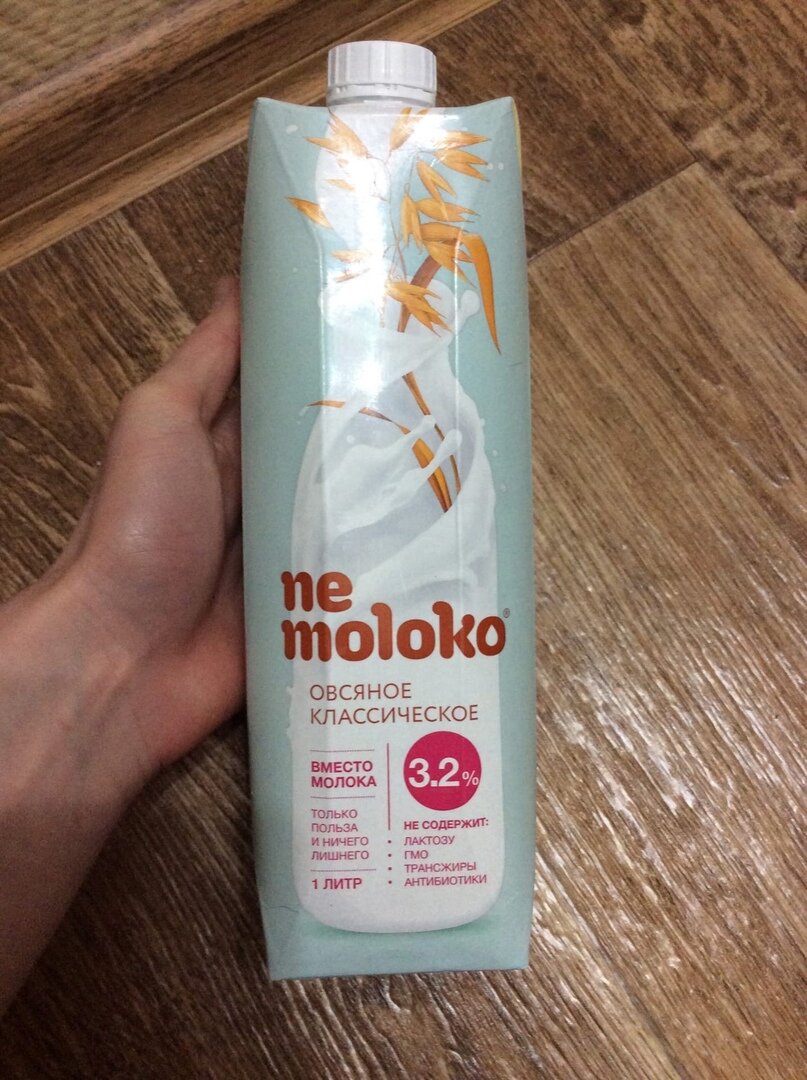 ne
moloko®
ОВСЯНОЕ
КЛАССИЧЕСКОЕ
ВМЕСТО
МОЛОКА
ТОЛЬКО
ПОЛЬЗА
И НИЧЕГО
ЛИШНЕГО
1 ЛИТР
3.2%
НЕ СОДЕРЖИТ:
• ЛАКТОЗУ
• ГМО
• ТРАНСЖИРЫ
• АНТИБИОТИКИ